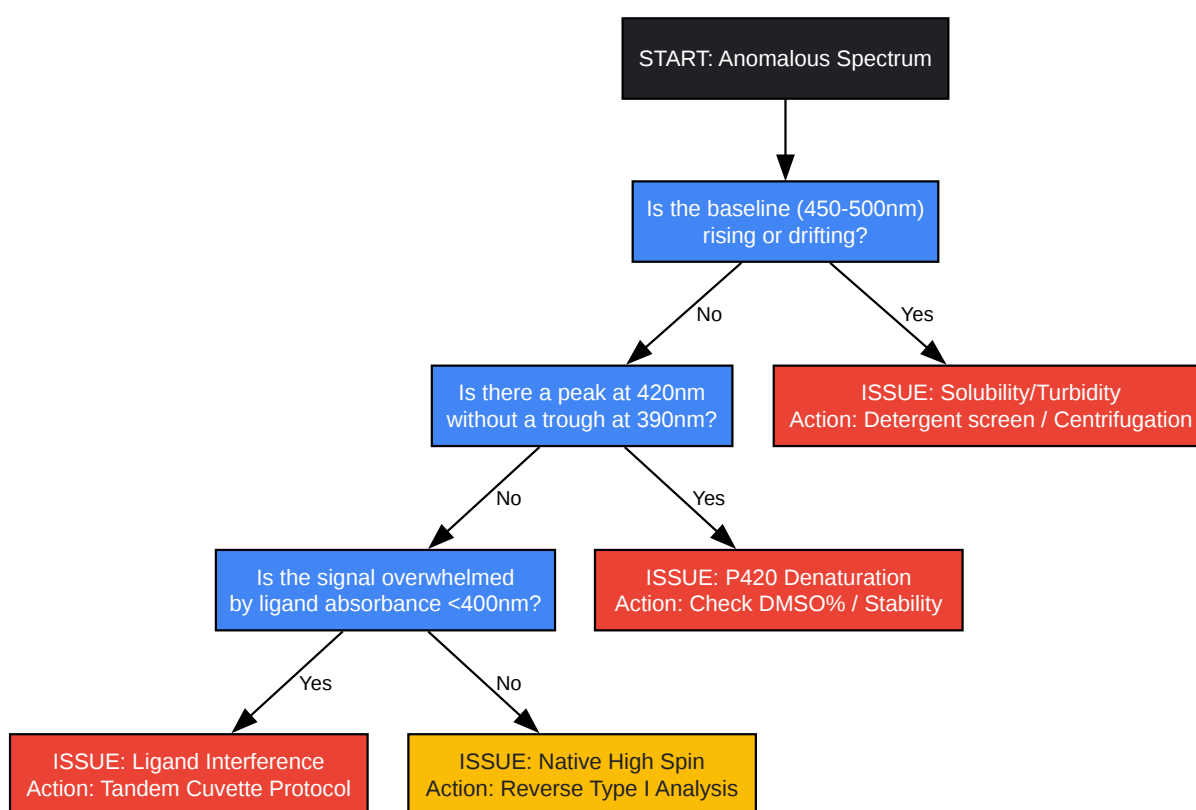 START: Anomalous Spectrum
Is the baseline (450-500nm)
rising or drifting?
No
Yes
Is there a peak at 420nm
without a trough at 390nm?
ISSUE: Solubility/Turbidity
Action: Detergent screen / Centrifugation
No
Yes
Is the signal overwhelmed
by ligand absorbance <400nm?
ISSUE: P420 Denaturation
Action: Check DMSO% / Stability
Yes
No
ISSUE: Ligand Interference
Action: Tandem Cuvette Protocol
ISSUE: Native High Spin
Action: Reverse Type I Analysis